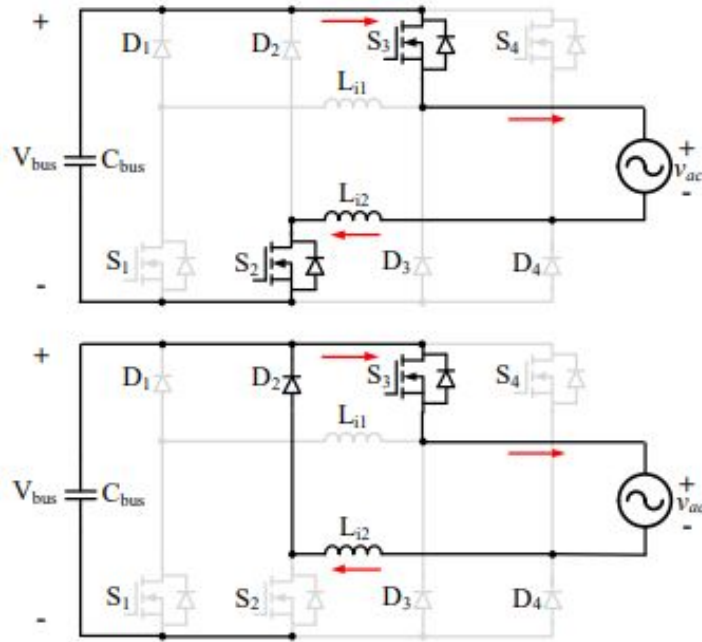 +
D1 D2 S3 S4
Li1
Vbus Cbus
+
vac
-
Li2
S1 S2 D3 D4
-
+
D1 D2 S3 S4
Li1
Vbus Cbus
+
vac
-
Li2
S1 S2 D3 D4
-